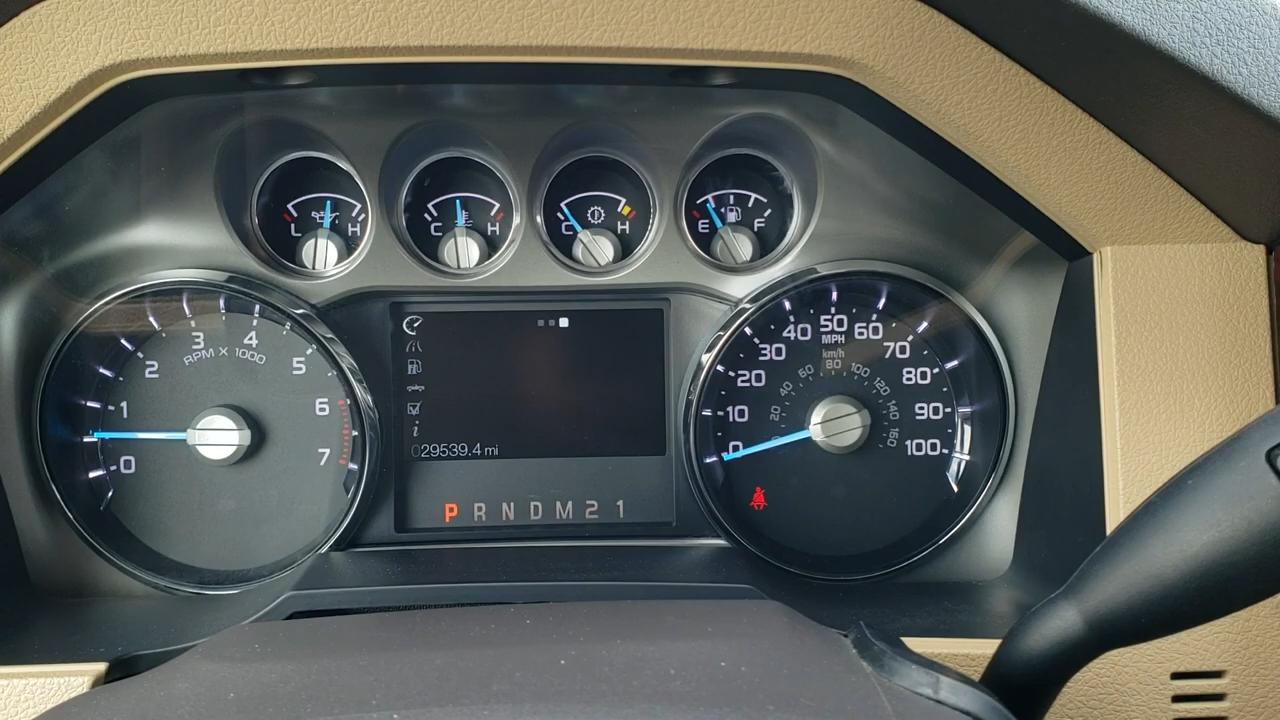 L H
C H
C H
E F
0 1 2 3 4 5 6 7
RPM X 1000
029539.4 mi
P R N D M 2 1
0 10 20 30 40 50 60 70 80 90 100
MPH
km/h
20 40 50 80 100 120 140 160